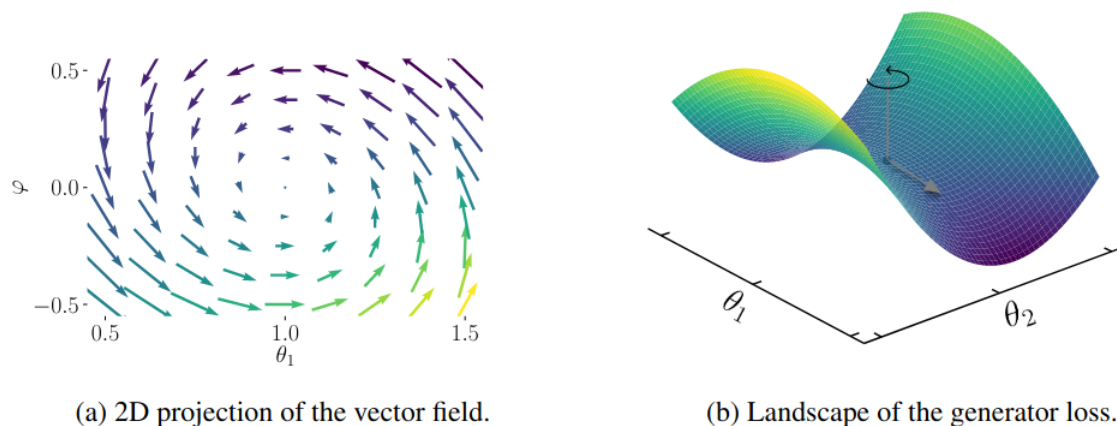 0.5
0.0
−0.5
φ
0.5 1.0 1.5
θ₁
θ₁
θ₂
(a) 2D projection of the vector field.
(b) Landscape of the generator loss.